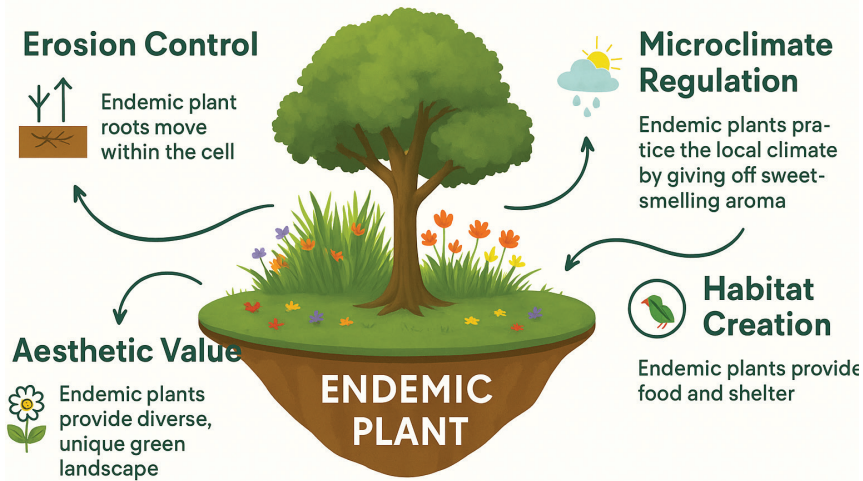 Erosion Control
Endemic plant
roots move
within the cell
Microclimate
Regulation
Endemic plants pra-
tice the local climate
by giving off sweet-
smelling aroma
Aesthetic Value
Endemic plants
provide diverse,
unique green
landscape
Habitat
Creation
Endemic plants provide
food and shelter
ENDEMIC
PLANT